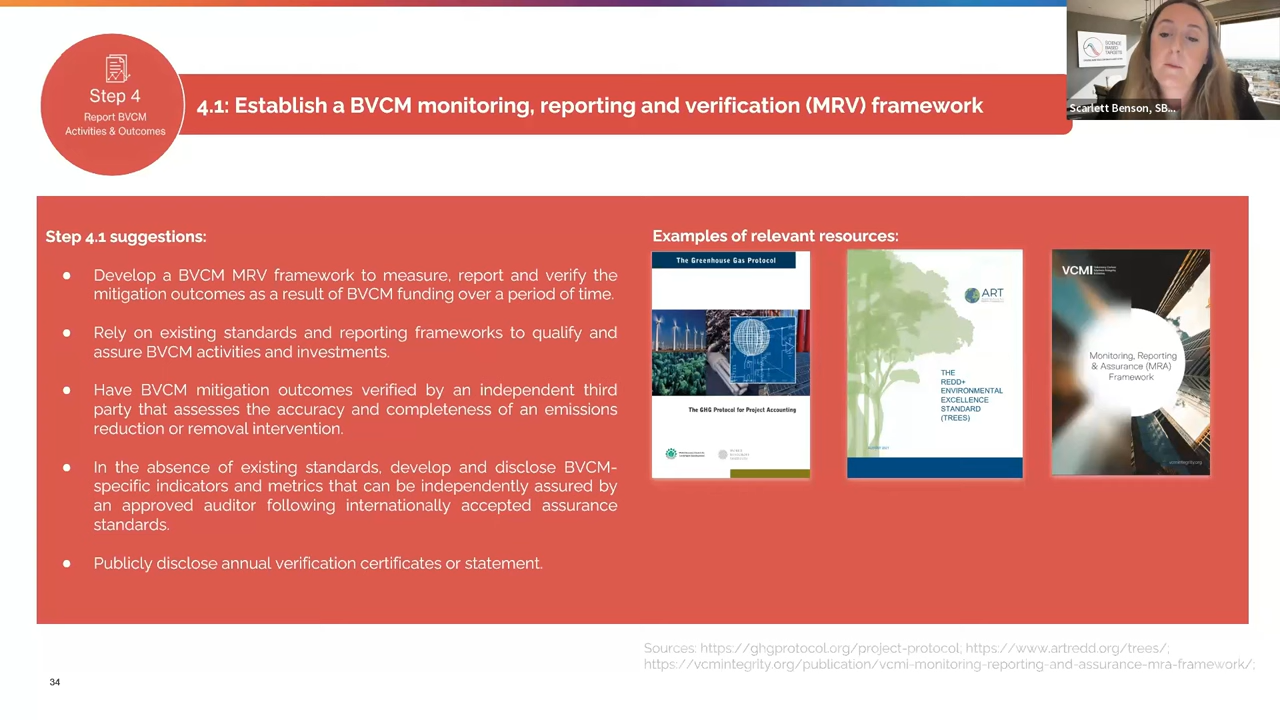 Step 4
Report BVCM
Activities & Outcomes
4.1: Establish a BVCM monitoring, reporting and verification (MRV) framework
SCIENCE
BASED
TARGETS
Scarlett Benson, SB...
Step 4.1 suggestions:
● Develop a BVCM MRV framework to measure, report and verify the
mitigation outcomes as a result of BVCM funding over a period of time.
● Rely on existing standards and reporting frameworks to qualify and
assure BVCM activities and investments.
● Have BVCM mitigation outcomes verified by an independent third
party that assesses the accuracy and completeness of an emissions
reduction or removal intervention.
● In the absence of existing standards, develop and disclose BVCM-
specific indicators and metrics that can be independently assured by
an approved auditor following internationally accepted assurance
standards.
● Publicly disclose annual verification certificates or statement.
Examples of relevant resources:
The Greenhouse Gas Protocol
The GHG Protocol for Project Accounting
ART
THE
REDD+
ENVIRONMENTAL
EXCELLENCE
STANDARD
(TREES)
VCMI
Monitoring, Reporting
& Assurance (MRA)
Framework
vcmintegrity.org
Sources: https://ghgprotocol.org/project-protocol; https://www.artredd.org/trees/;
https://vcmintegrity.org/publication/vcmi-monitoring-reporting-and-assurance-mra-framework/;
34